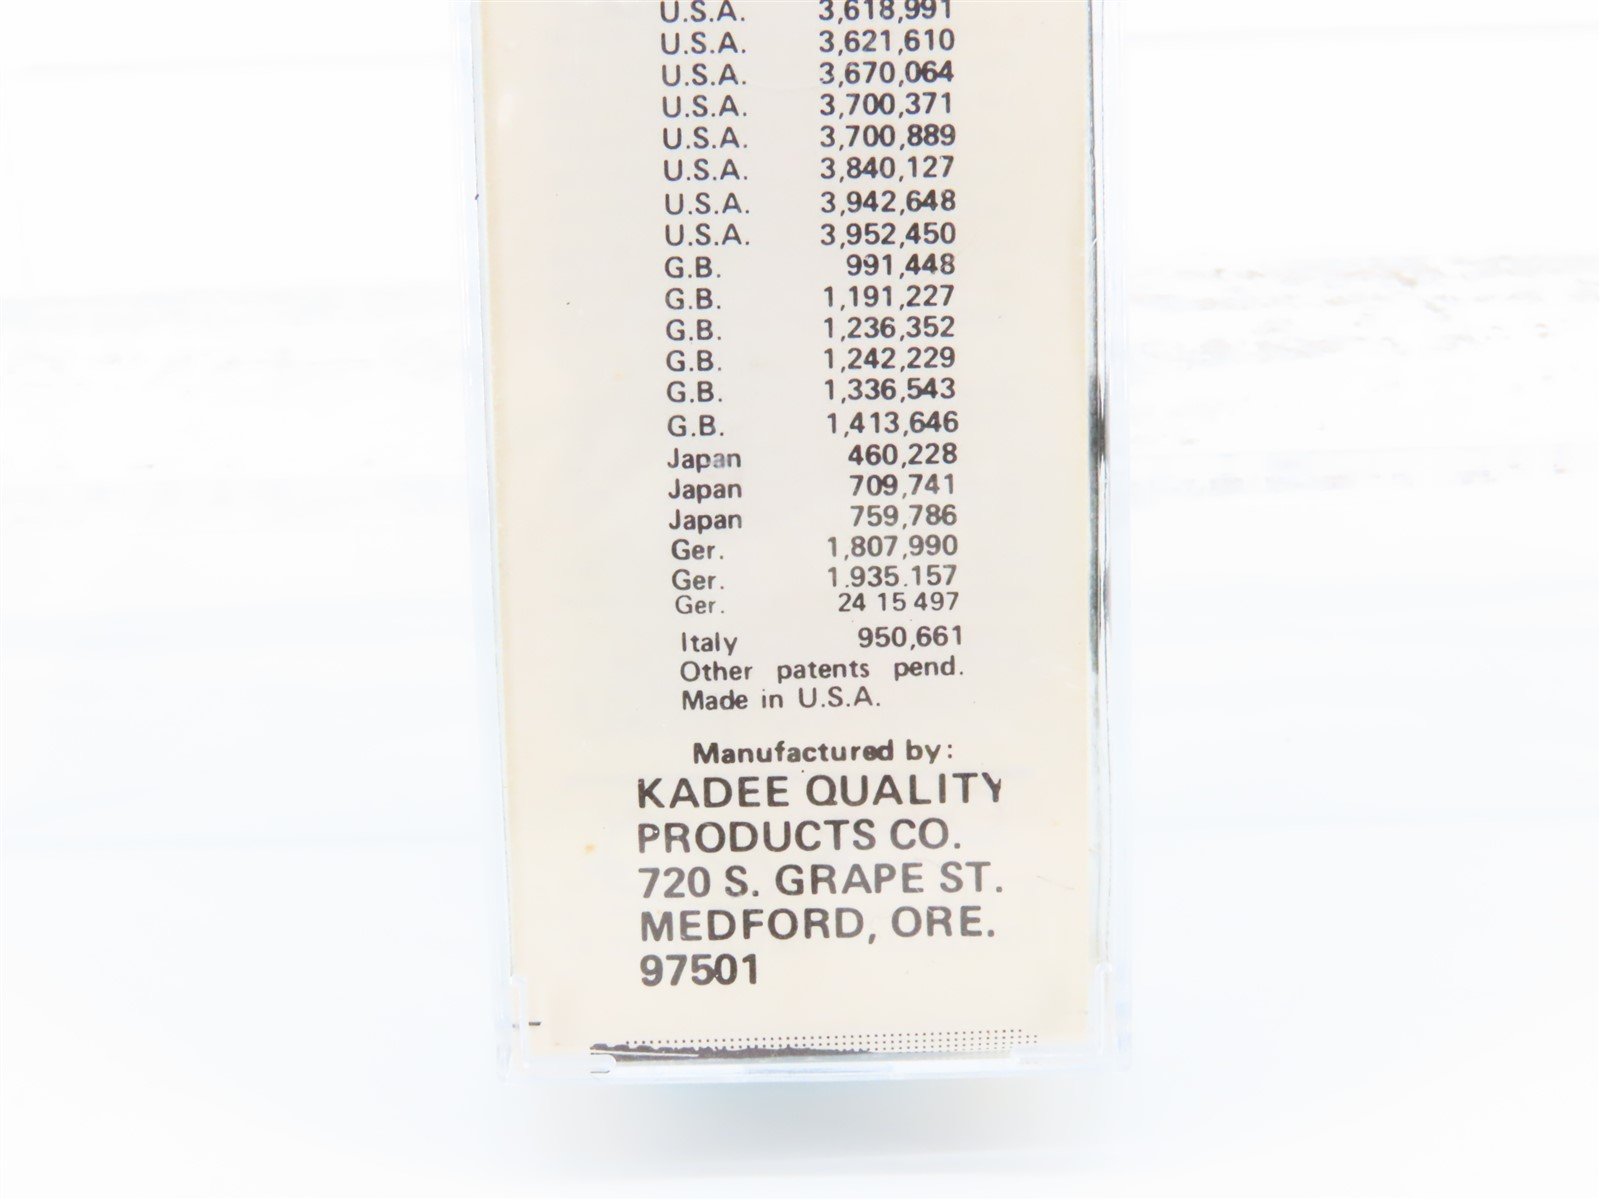 U.S.A. 3,618,991
U.S.A. 3,621,610
U.S.A. 3,670,064
U.S.A. 3,700,371
U.S.A. 3,700,889
U.S.A. 3,840,127
U.S.A. 3,942,648
U.S.A. 3,952,450
G.B. 991,448
G.B. 1,191,227
G.B. 1,236,352
G.B. 1,242,229
G.B. 1,336,543
G.B. 1,413,646
Japan 460,228
Japan 709,741
Japan 759,786
Ger. 1,807,990
Ger. 1.935.157
Ger. 24 15 497
Italy 950,661
Other patents pend.
Made in U.S.A.
Manufactured by:
KADEE QUALITY
PRODUCTS CO.
720 S. GRAPE ST.
MEDFORD, ORE.
97501